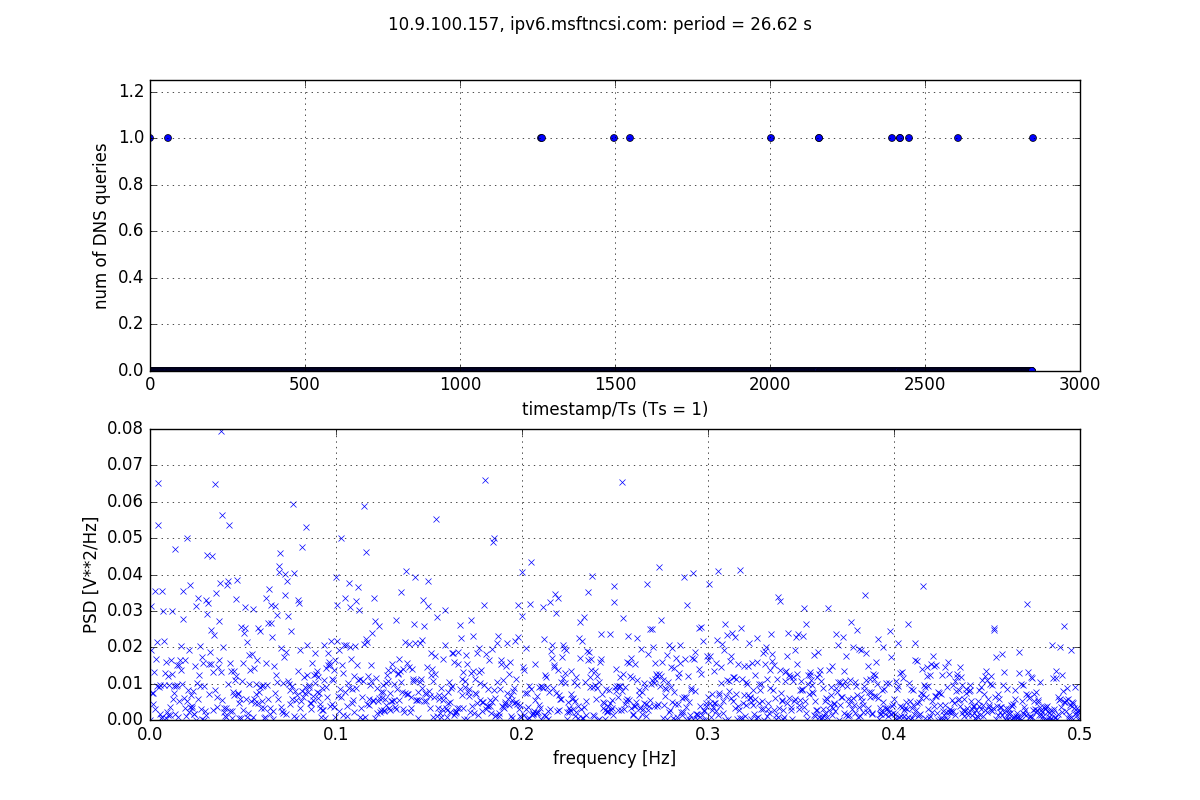 10.9.100.157, ipv6.msftncsi.com: period = 26.62 s
1.2
1.0
0.8
0.6
0.4
0.2
0.0
num of DNS queries
0 500 1000 1500 2000 2500 3000
timestamp/Ts (Ts = 1)
0.08
0.07
0.06
0.05
0.04
0.03
0.02
0.01
0.00
PSD [V**2/Hz]
0.0 0.1 0.2 0.3 0.4 0.5
frequency [Hz]